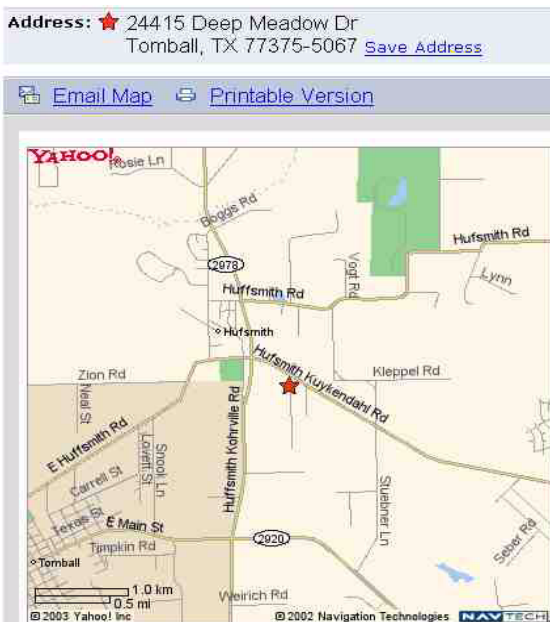 Address: 24415 Deep Meadow Dr
Tomball, TX 77375-5067 Save Address
Email Map Printable Version
YAHOO!
Rosie Ln
Boggs Rd
Hufsmith Rd
2978
Vogt Rd
Lynn
Huffsmith Rd
Hufsmith
Hufsmith Kuykendahl Rd
Zion Rd
Kleppel Rd
Neal St
Huffsmith Kohrville Rd
E Huffsmith Rd
Lovett St
Snook Ln
Carrell St
Stuebner Ln
Texas St
E Main St
2920
Seber Rd
Timpkin Rd
Tomball
1.0 km
0.5 mi
Weirich Rd
©2003 Yahoo! Inc ©2002 Navigation Technologies NAVTECH